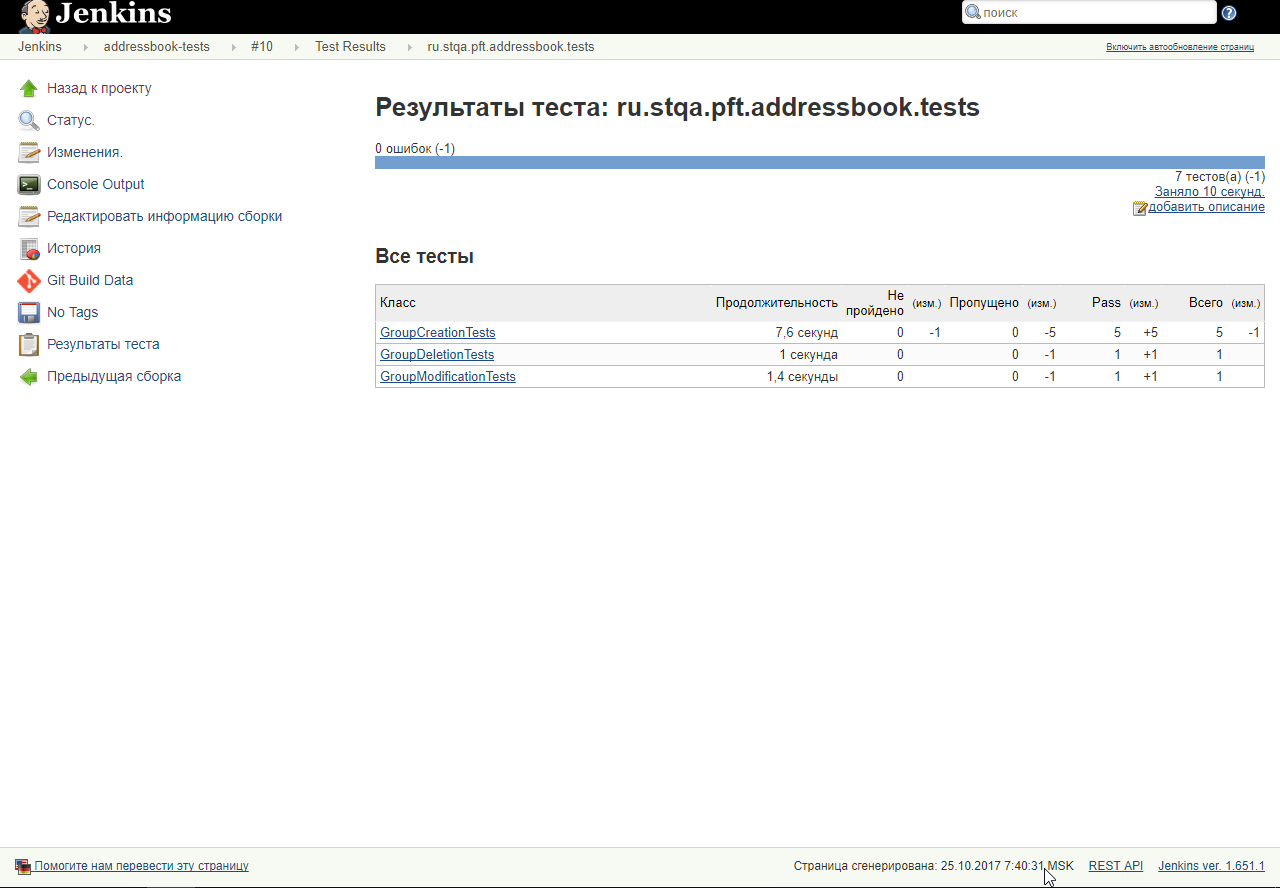 Jenkins
поиск
Jenkins addressbook-tests #10 Test Results ru.stqa.pft.addressbook.tests
Включить автообновление страниц
Назад к проекту
Статус.
Изменения.
Console Output
Редактировать информацию сборки
История
Git Build Data
No Tags
Результаты теста
Предыдущая сборка
Результаты теста: ru.stqa.pft.addressbook.tests
0 ошибок (-1)
7 тестов(а) (-1)
Заняло 10 секунд.
добавить описание
Все тесты
Класс Продолжительность Не пройдено (изм.) Пропущено (изм.) Pass (изм.) Всего (изм.)
GroupCreationTests 7,6 секунд 0 -1 0 -5 5 +5 5 -1
GroupDeletionTests 1 секунда 0 0 -1 1 +1 1
GroupModificationTests 1,4 секунды 0 0 -1 1 +1 1
Помогите нам перевести эту страницу
Страница сгенерирована: 25.10.2017 7:40:31 MSK REST API Jenkins ver. 1.651.1